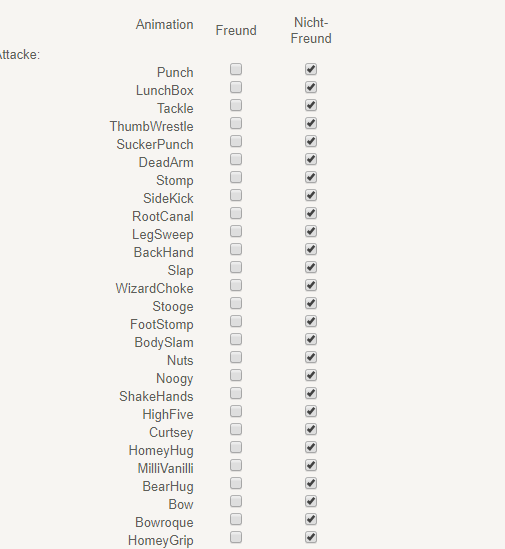 Animation Freund Nicht-
Freund
Attacke:
Punch
LunchBox
Tackle
ThumbWrestle
SuckerPunch
DeadArm
Stomp
SideKick
RootCanal
LegSweep
BackHand
Slap
WizardChoke
Stooge
FootStomp
BodySlam
Nuts
Noogy
ShakeHands
HighFive
Curtsey
HomeyHug
MilliVanilli
BearHug
Bow
Bowroque
HomeyGrip